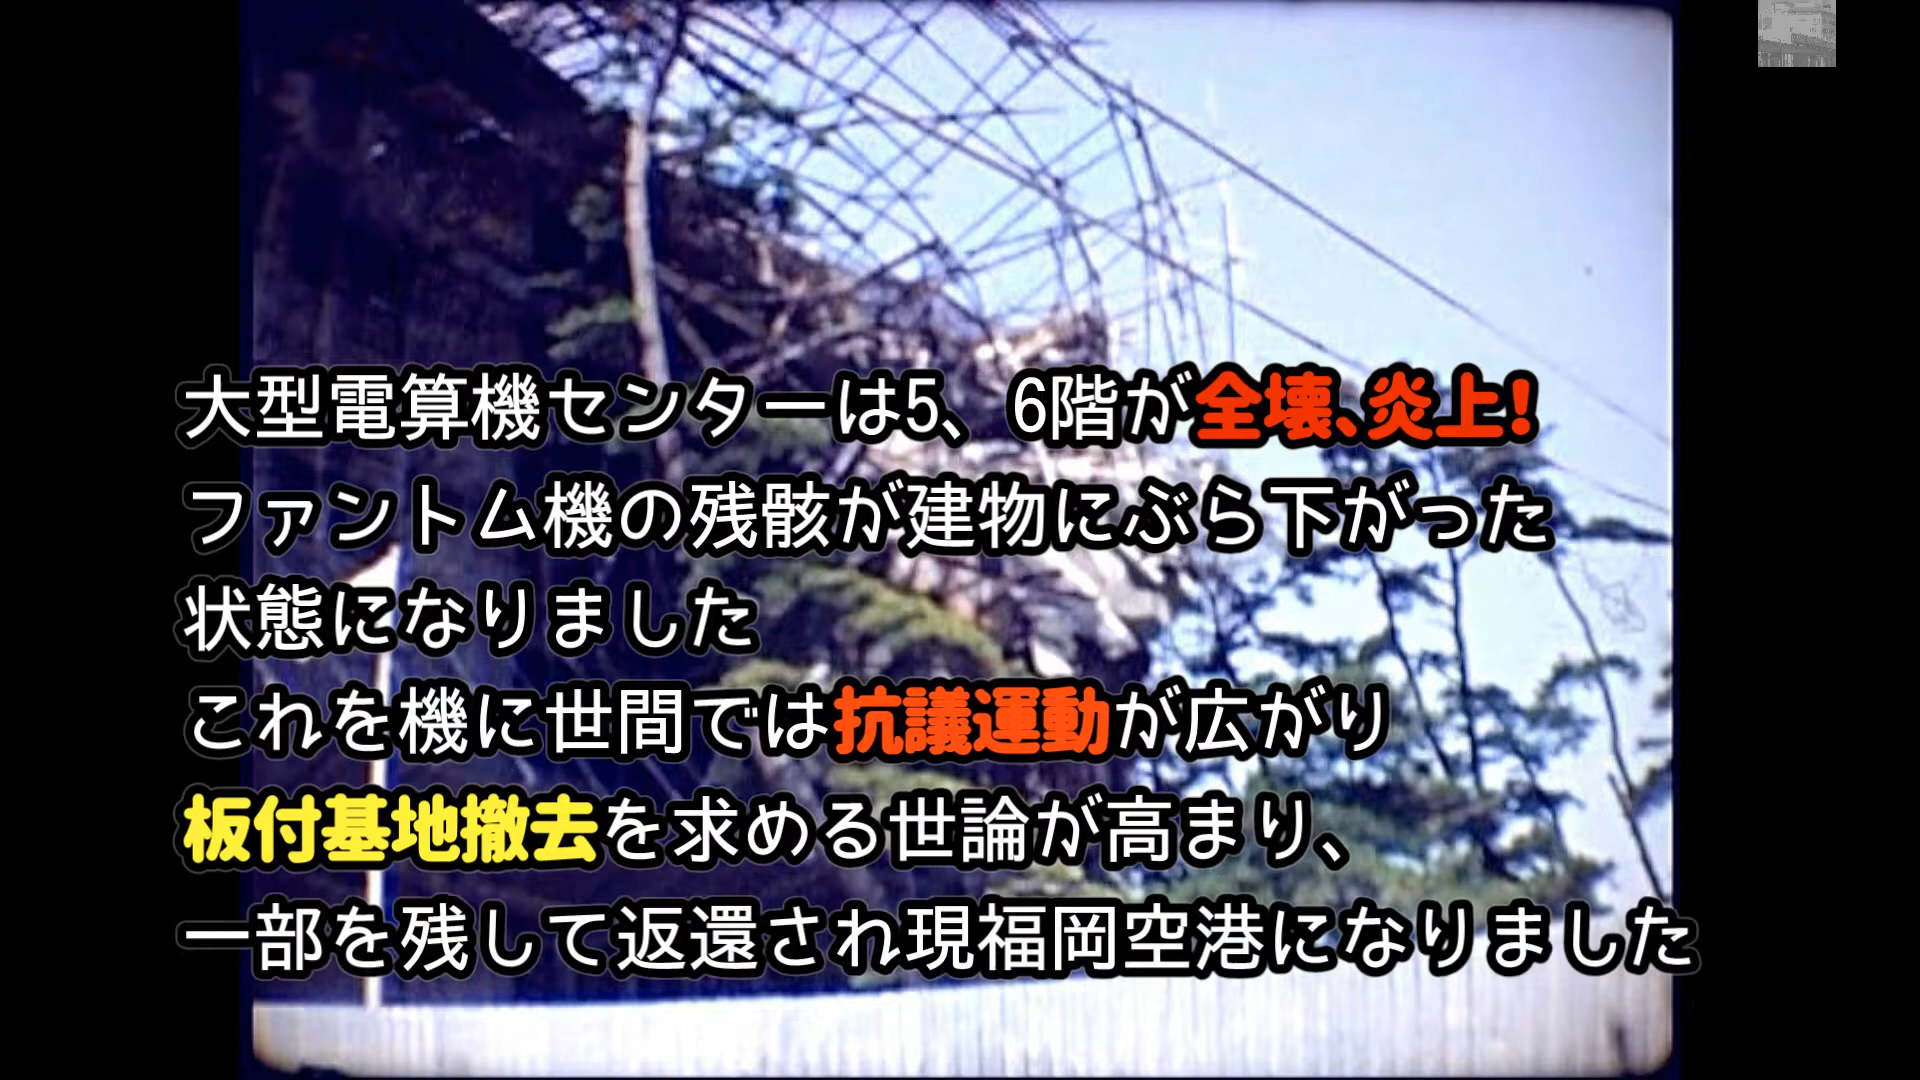 大型電算機センターは5、6階が全壊、炎上!
ファントム機の残骸が建物にぶら下がった
状態になりました
これを機に世間では抗議運動が広がり
板付基地撤去を求める世論が高まり、
一部を残して返還され現福岡空港になりました